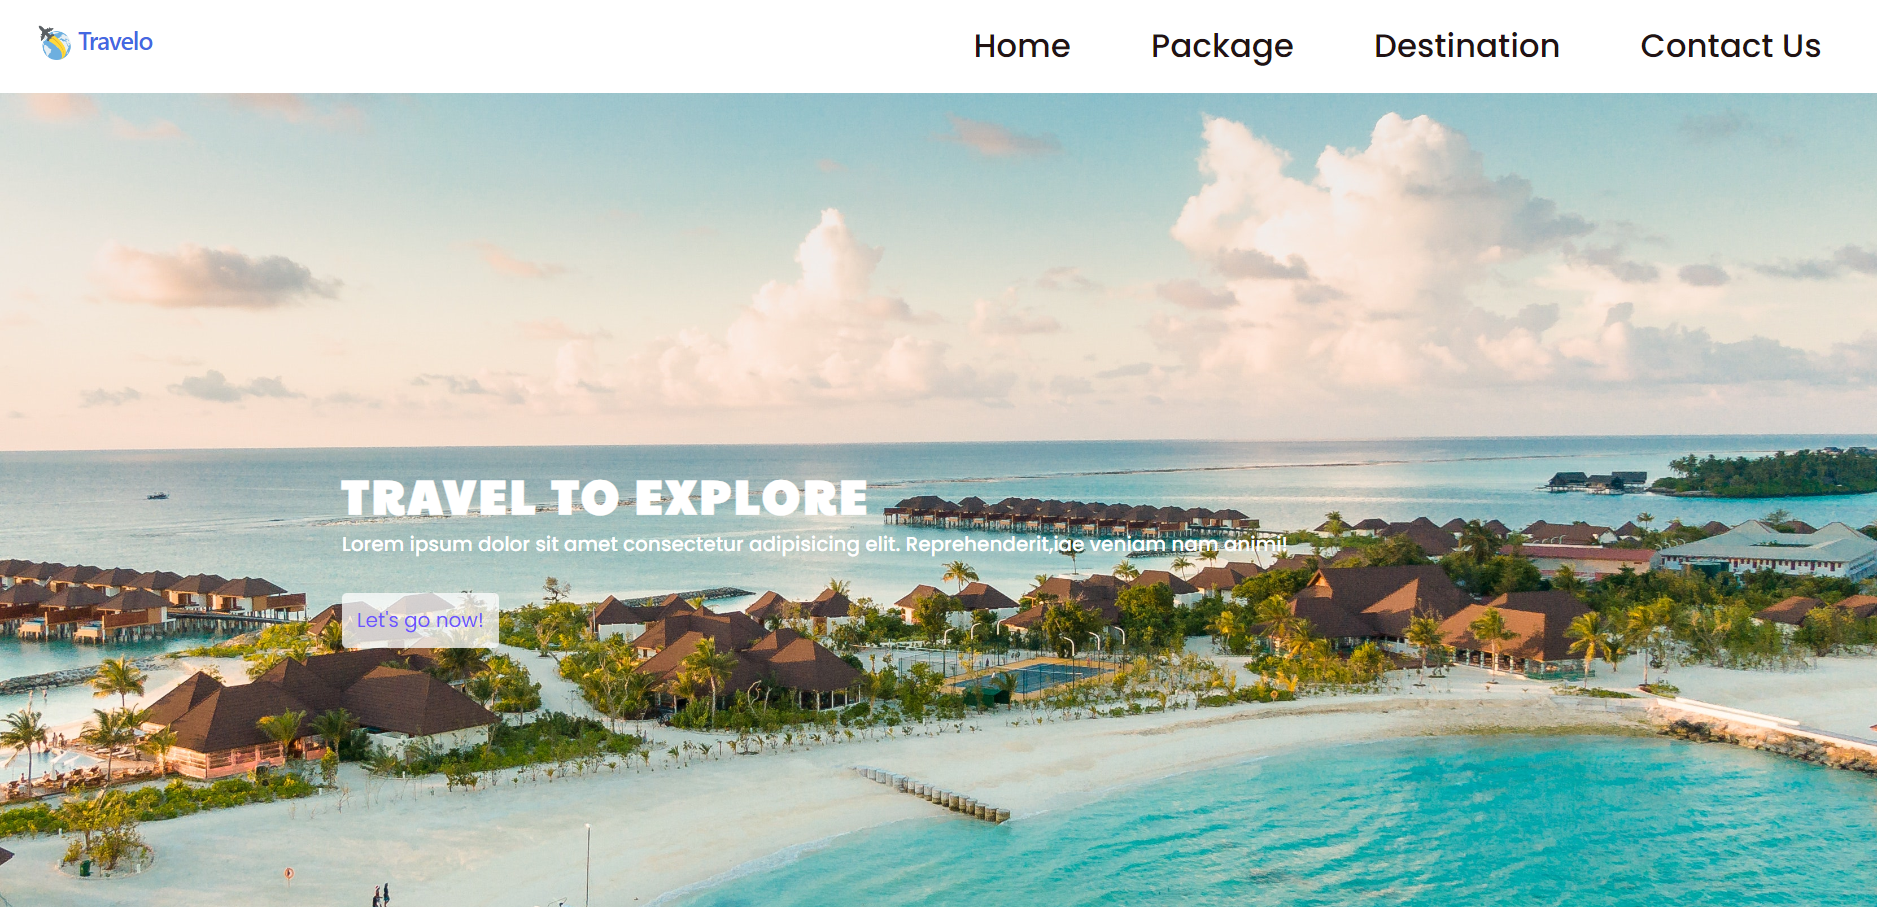 Travelo
Home
Package
Destination
Contact Us
TRAVEL TO EXPLORE
Lorem ipsum dolor sit amet consectetur adipisicing elit. Reprehenderit,iae veniam nam animi!
Let's go now!